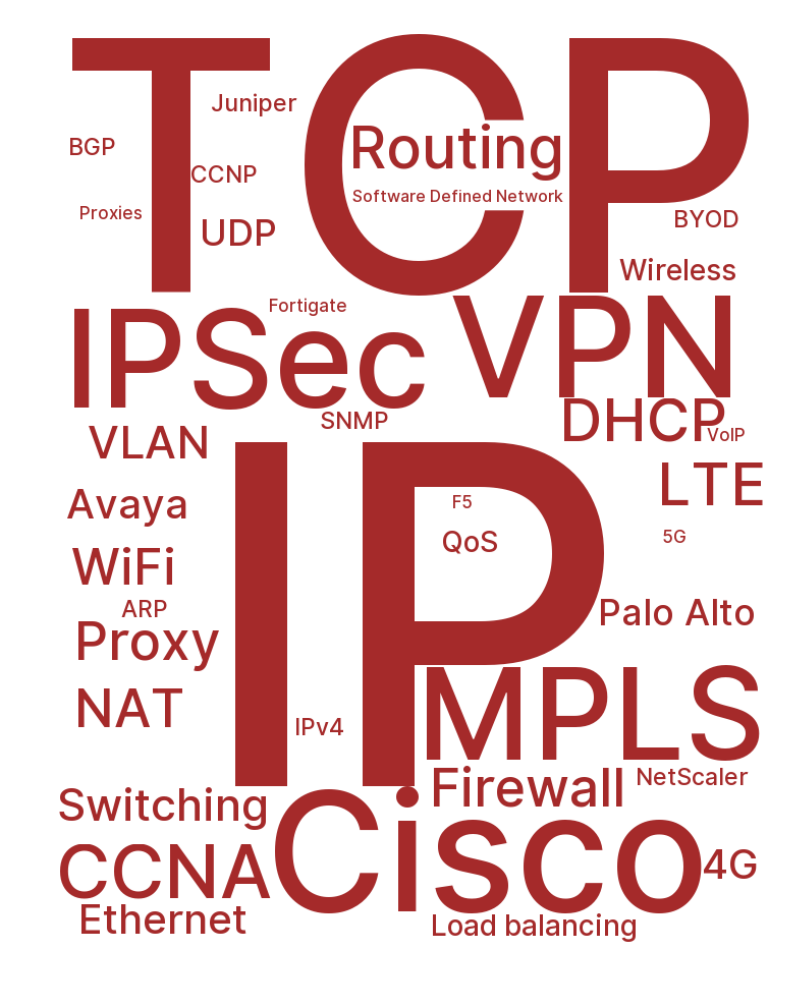 TCP
Juniper
Routing
BGP
CCNP
Software Defined Network
Proxies
BYOD
UDP
Wireless
IPSec
Fortigate
VPN
SNMP
DHCP
VoIP
VLAN
IP
LTE
Avaya
F5
QoS
5G
WiFi
ARP
Palo Alto
Proxy
NAT
MPLS
IPv4
Firewall
NetScaler
Switching
Cisco
CCNA
4G
Ethernet
Load balancing